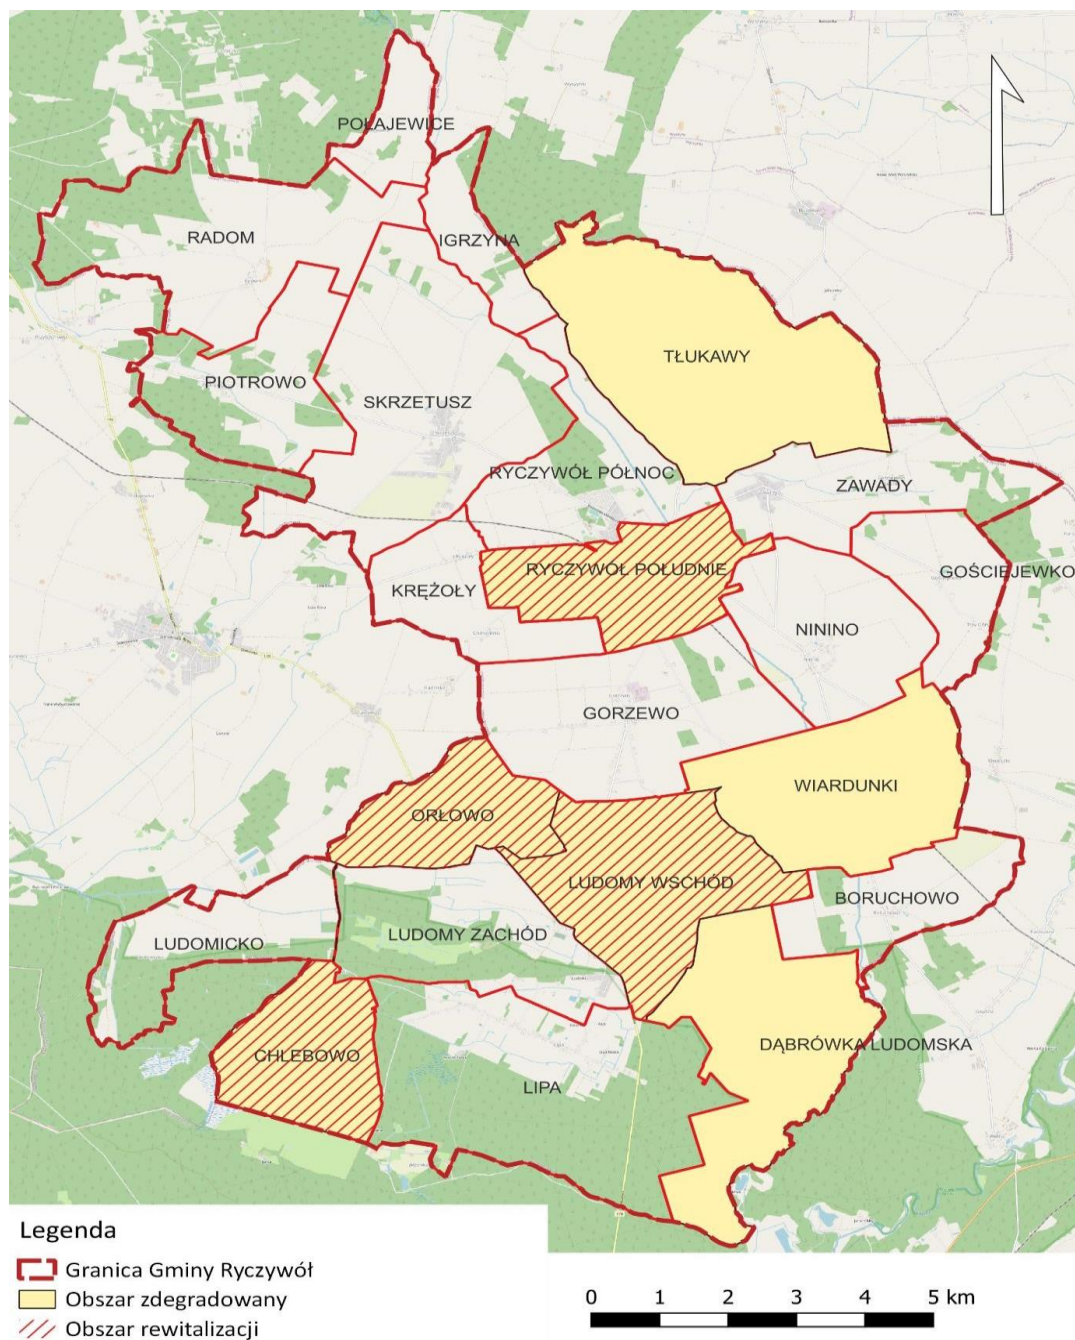 POŁAJEWICE
RADOM
IGRZYNA
TŁUKAWY
PIOTROWO
SKRZETUSZ
RYCZYWÓŁ PÓŁNOC
ZAWADY
RYCZYWÓŁ POŁUDNIE
GOŚCIEJEWKO
KRĘŻOŁY
NININO
GORZEWO
WIARDUNKI
ORŁOWO
LUDOMY WSCHÓD
BORUCHOWO
LUDOMICKO
LUDOMY ZACHÓD
CHLEBOWO
DĄBRÓWKA LUDOMSKA
LIPA
Legenda
Granica Gminy Ryczywół
Obszar zdegradowany
Obszar rewitalizacji
0 1 2 3 4 5 km